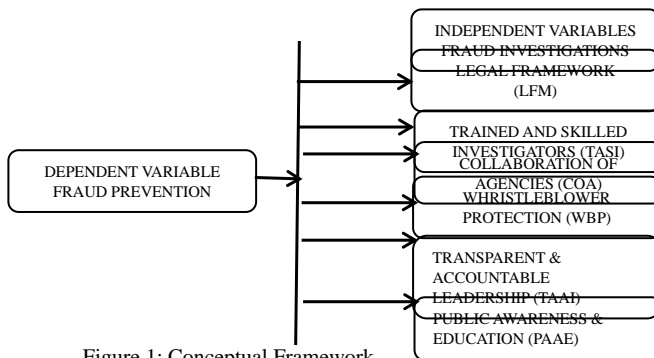 INDEPENDENT VARIABLES
FRAUD INVESTIGATIONS
LEGAL FRAMEWORK
(LFM)
TRAINED AND SKILLED
INVESTIGATORS (TASI)
COLLABORATION OF
AGENCIES (COA)
WHRISTLEBLOWER
PROTECTION (WBP)
DEPENDENT VARIABLE
FRAUD PREVENTION
TRANSPARENT &
ACCOUNTABLE
LEADERSHIP (TAAI)
PUBLIC AWARENESS &
EDUCATION (PAAE)
Figure 1: Conceptual Framework